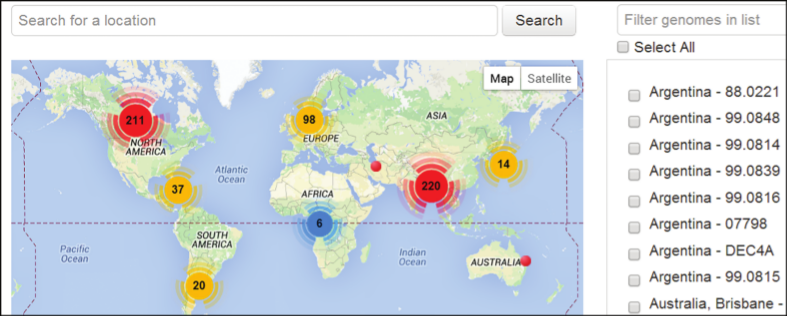 Search for a location
Search
Map
Satellite
211
NORTH
AMERICA
98
EUROPE
ASIA
14
37
Atlantic
Ocean
220
AFRICA
6
SOUTH
AMERICA
Pacific
Ocean
Indian
Ocean
AUSTRALIA
20
Filter genomes in list
Select All
Argentina - 88.0221
Argentina - 99.0848
Argentina - 99.0814
Argentina - 99.0839
Argentina - 99.0816
Argentina - 07798
Argentina - DEC4A
Argentina - 99.0815
Australia, Brisbane -